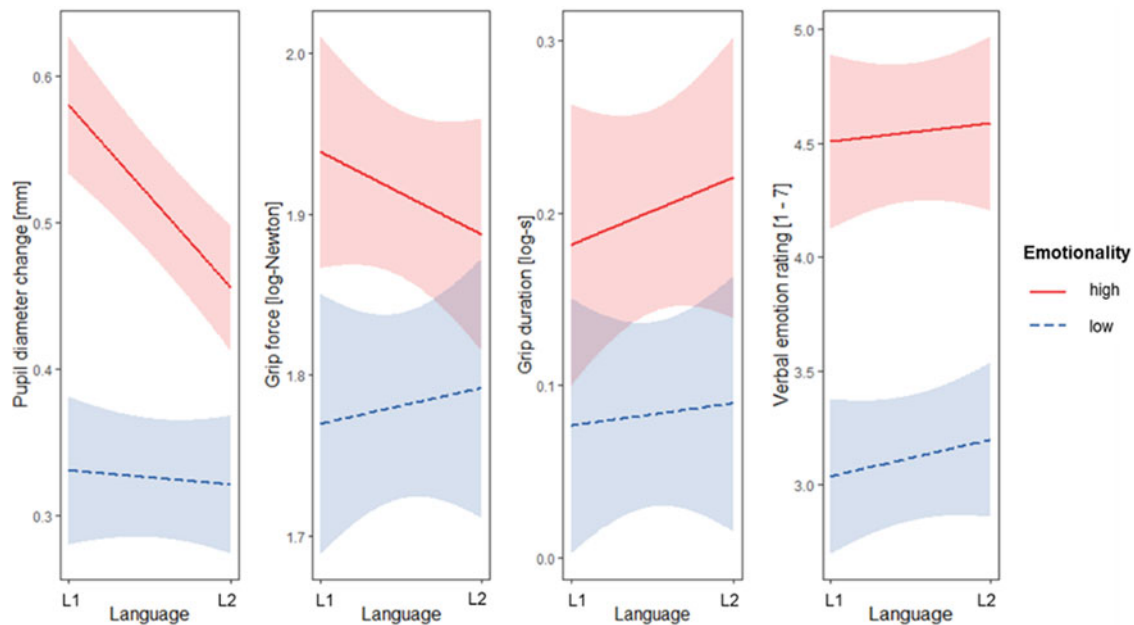 Pupil diameter change [mm]
0.6
0.5
0.4
0.3
L1
L2
Language
Grip force [log-Newton]
2.0
1.9
1.8
1.7
L1
L2
Language
Grip duration [log-s]
0.3
0.2
0.1
0.0
L1
L2
Language
Verbal emotion rating [1 - 7]
5.0
4.5
4.0
3.5
3.0
L1
L2
Language
Emotionality
high
low